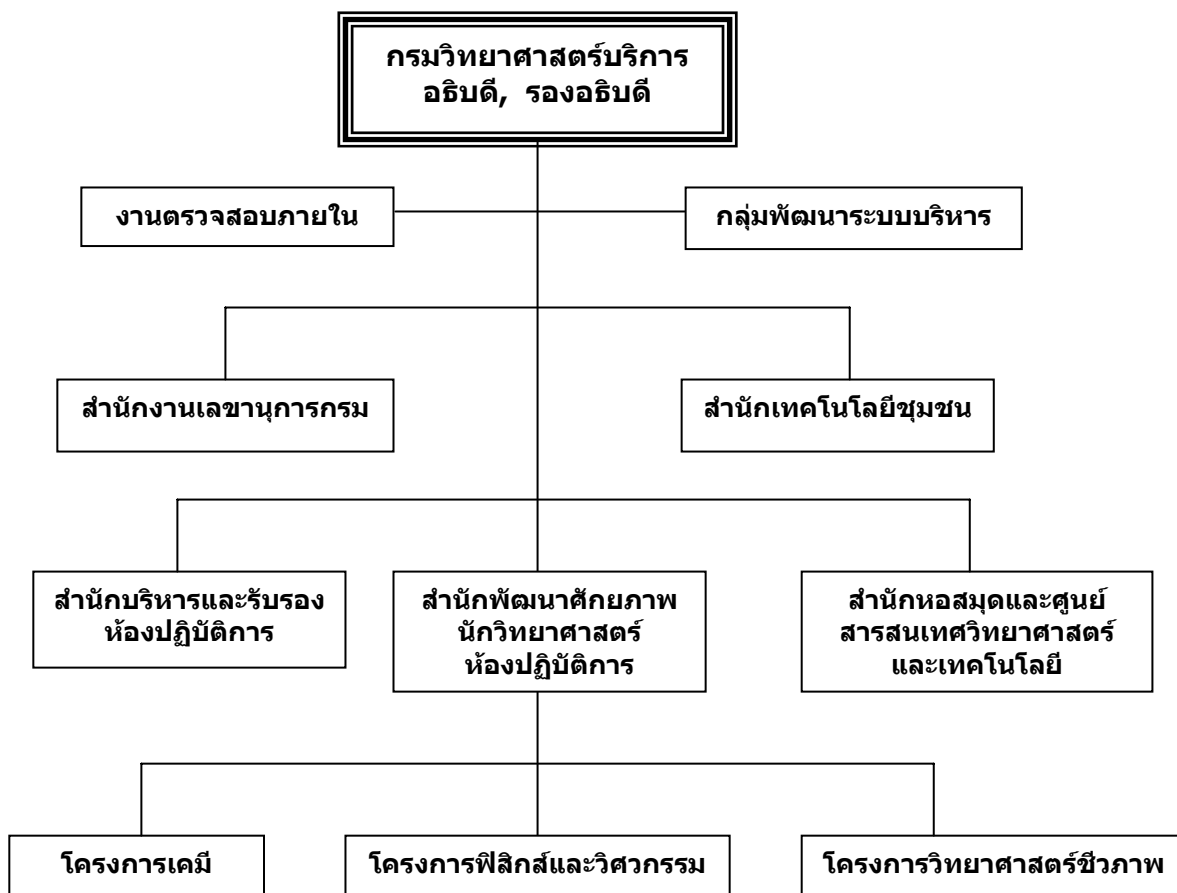 กรมวิทยาศาสตร์บริการ
อธิบดี, รองอธิบดี
งานตรวจสอบภายใน
กลุ่มพัฒนาระบบบริหาร
สำนักงานเลขานุการกรม
สำนักเทคโนโลยีชุมชน
สำนักบริหารและรับรอง
ห้องปฏิบัติการ
สำนักพัฒนาศักยภาพ
นักวิทยาศาสตร์
ห้องปฏิบัติการ
สำนักหอสมุดและศูนย์
สารสนเทศวิทยาศาสตร์
และเทคโนโลยี
โครงการเคมี
โครงการฟิสิกส์และวิศวกรรม
โครงการวิทยาศาสตร์ชีวภาพ